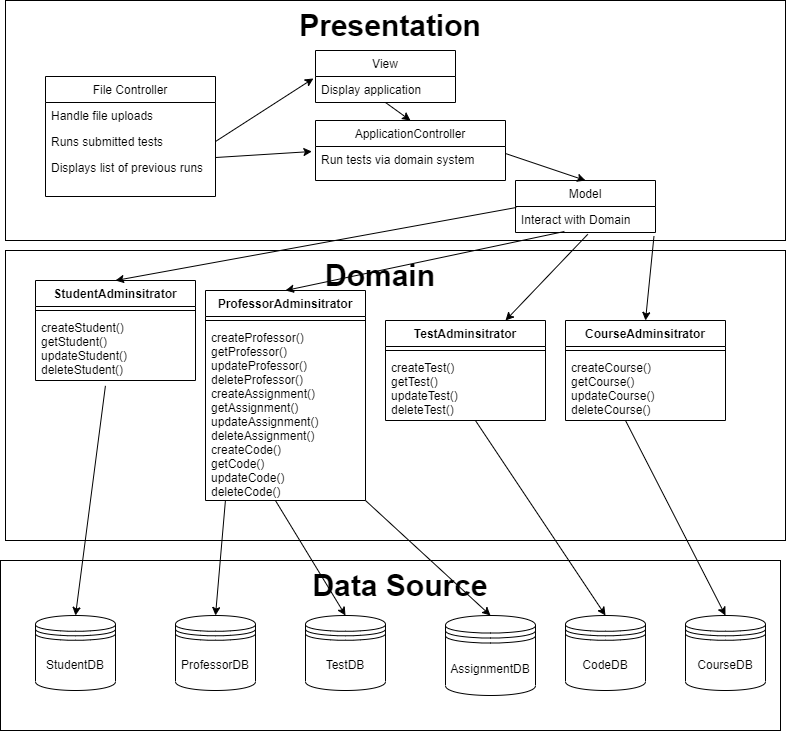 Presentation
File Controller
Handle file uploads
Runs submitted tests
Displays list of previous runs
View
Display application
ApplicationController
Run tests via domain system
Model
Interact with Domain
Domain
StudentAdminsitrator
createStudent()
getStudent()
updateStudent()
deleteStudent()
ProfessorAdminsitrator
createProfessor()
getProfessor()
updateProfessor()
deleteProfessor()
createAssignment()
getAssignment()
updateAssignment()
deleteAssignment()
createCode()
getCode()
updateCode()
deleteCode()
TestAdminsitrator
createTest()
getTest()
updateTest()
deleteTest()
CourseAdminsitrator
createCourse()
getCourse()
updateCourse()
deleteCourse()
Data Source
StudentDB
ProfessorDB
TestDB
AssignmentDB
CodeDB
CourseDB